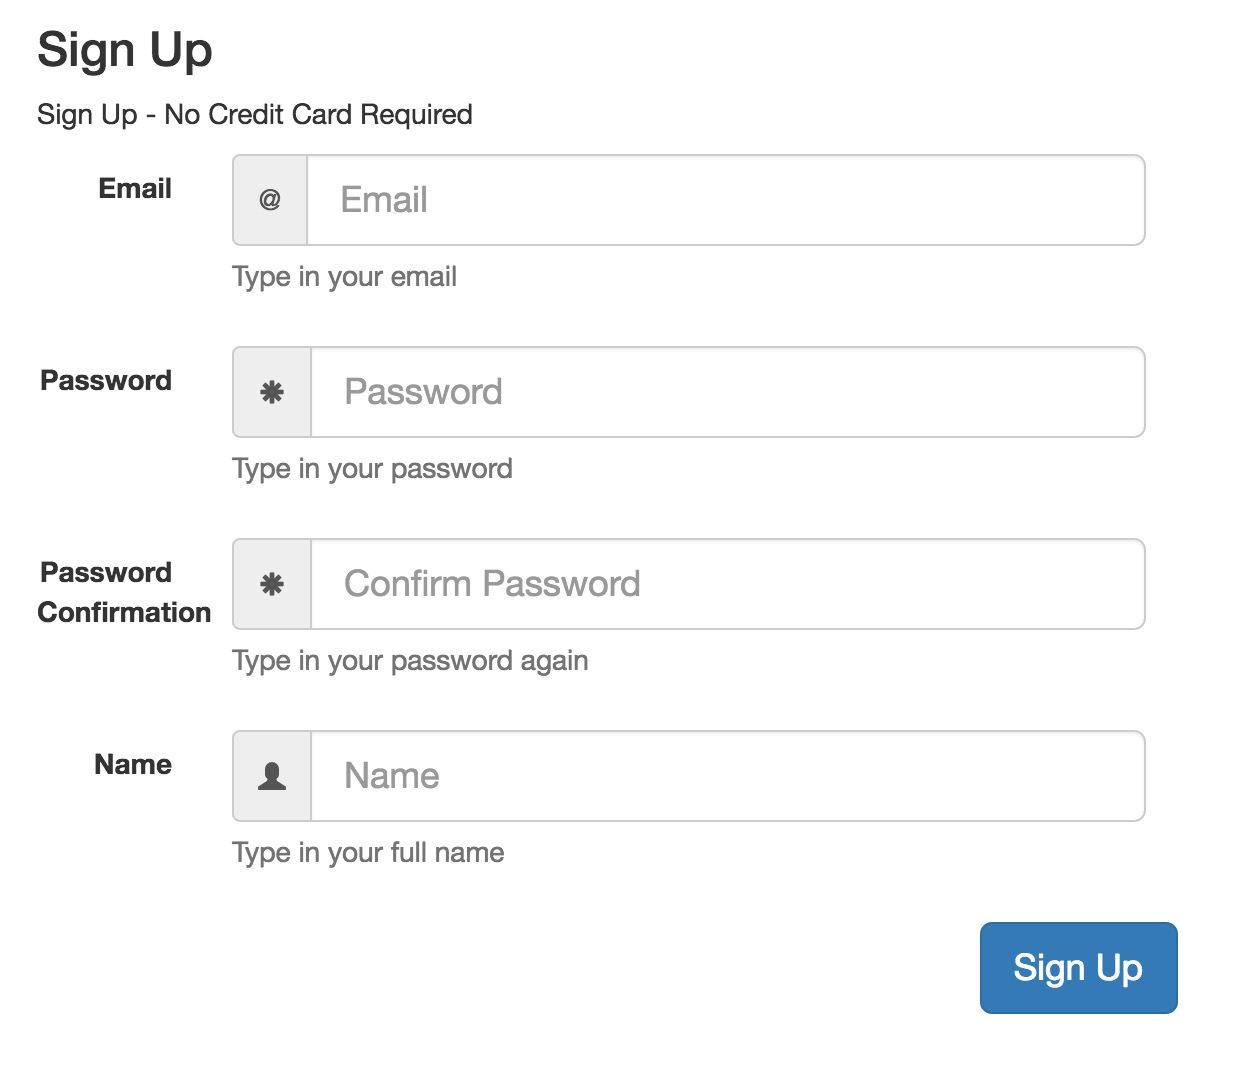 Sign Up
Sign Up - No Credit Card Required
Email
@
Email
Type in your email
Password
Password
Type in your password
Password
Confirmation
Confirm Password
Type in your password again
Name
Name
Type in your full name
Sign Up